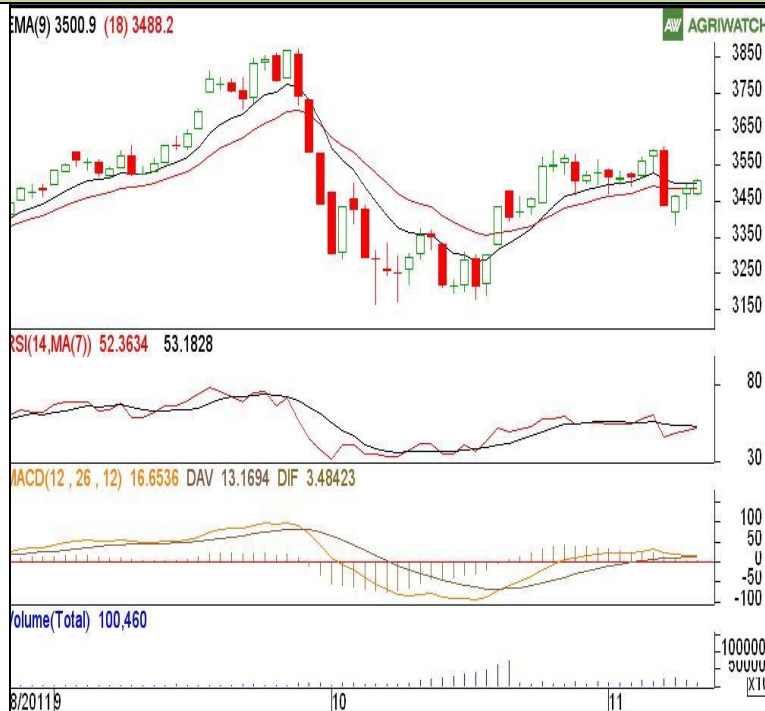 EMA(9) 3500.9 (18) 3488.2
AW AGRIWATCH
3850
3750
3650
3550
3450
3350
3250
3150
RSI(14,MA(7)) 52.3634 53.1828
80
30
MACD(12 , 26 , 12) 16.6536 DAV 13.1694 DIF 3.48423
100
50
0
-50
-100
Volume(Total) 100,460
100000
50000
8/2011 9 10 11